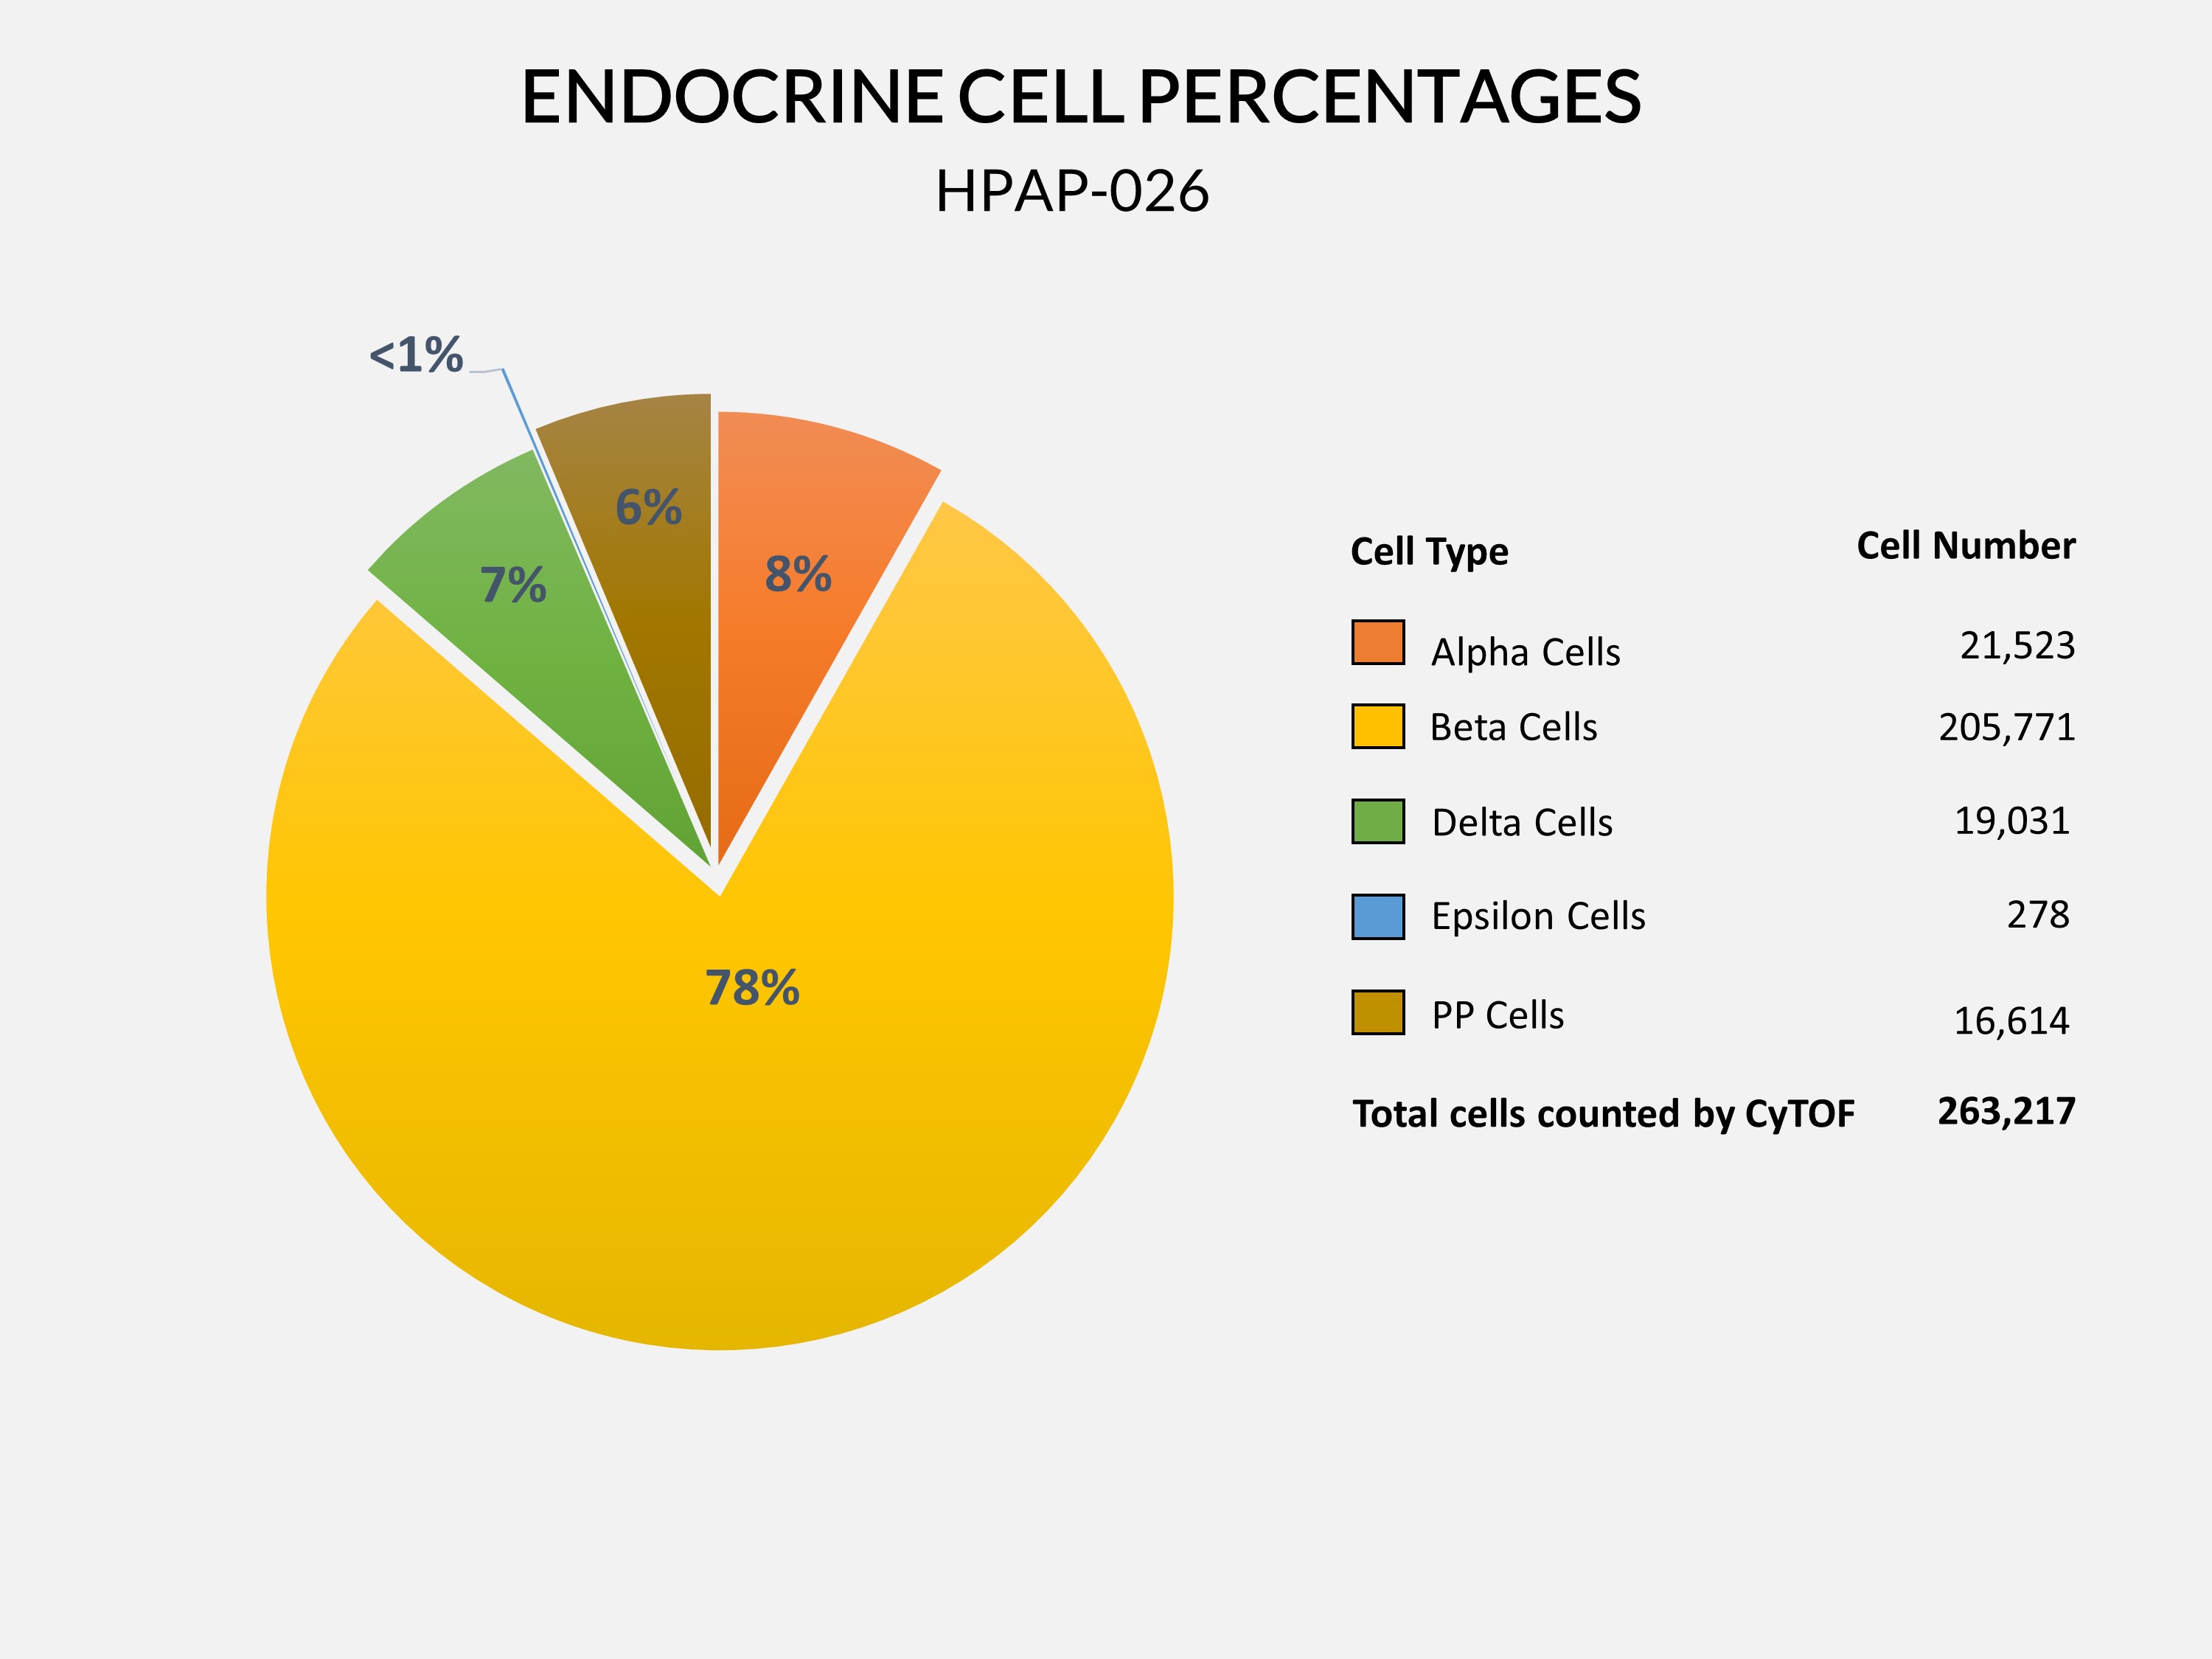 ENDOCRINE CELL PERCENTAGES
HPAP-026
<1%
6%
8%
7%
78%
Cell Type Cell Number
Alpha Cells 21,523
Beta Cells 205,771
Delta Cells 19,031
Epsilon Cells 278
PP Cells 16,614
Total cells counted by CyTOF 263,217